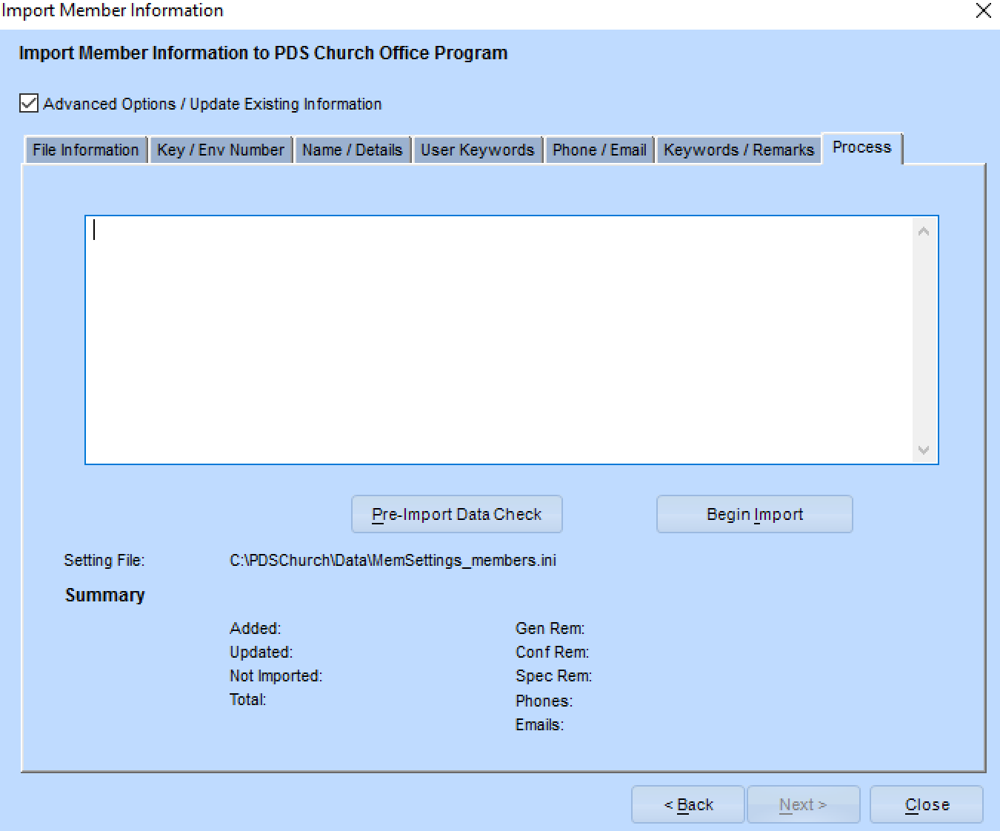 Import Member Information
Import Member Information to PDS Church Office Program
Advanced Options / Update Existing Information
File Information Key / Env Number Name / Details User Keywords Phone / Email Keywords / Remarks Process
Pre-Import Data Check Begin Import
Setting File: C:\PDSChurch\Data\MemSettings_members.ini
Summary
Added: Gen Rem:
Updated: Conf Rem:
Not Imported: Spec Rem:
Total: Phones:
Emails:
< Back Next > Close